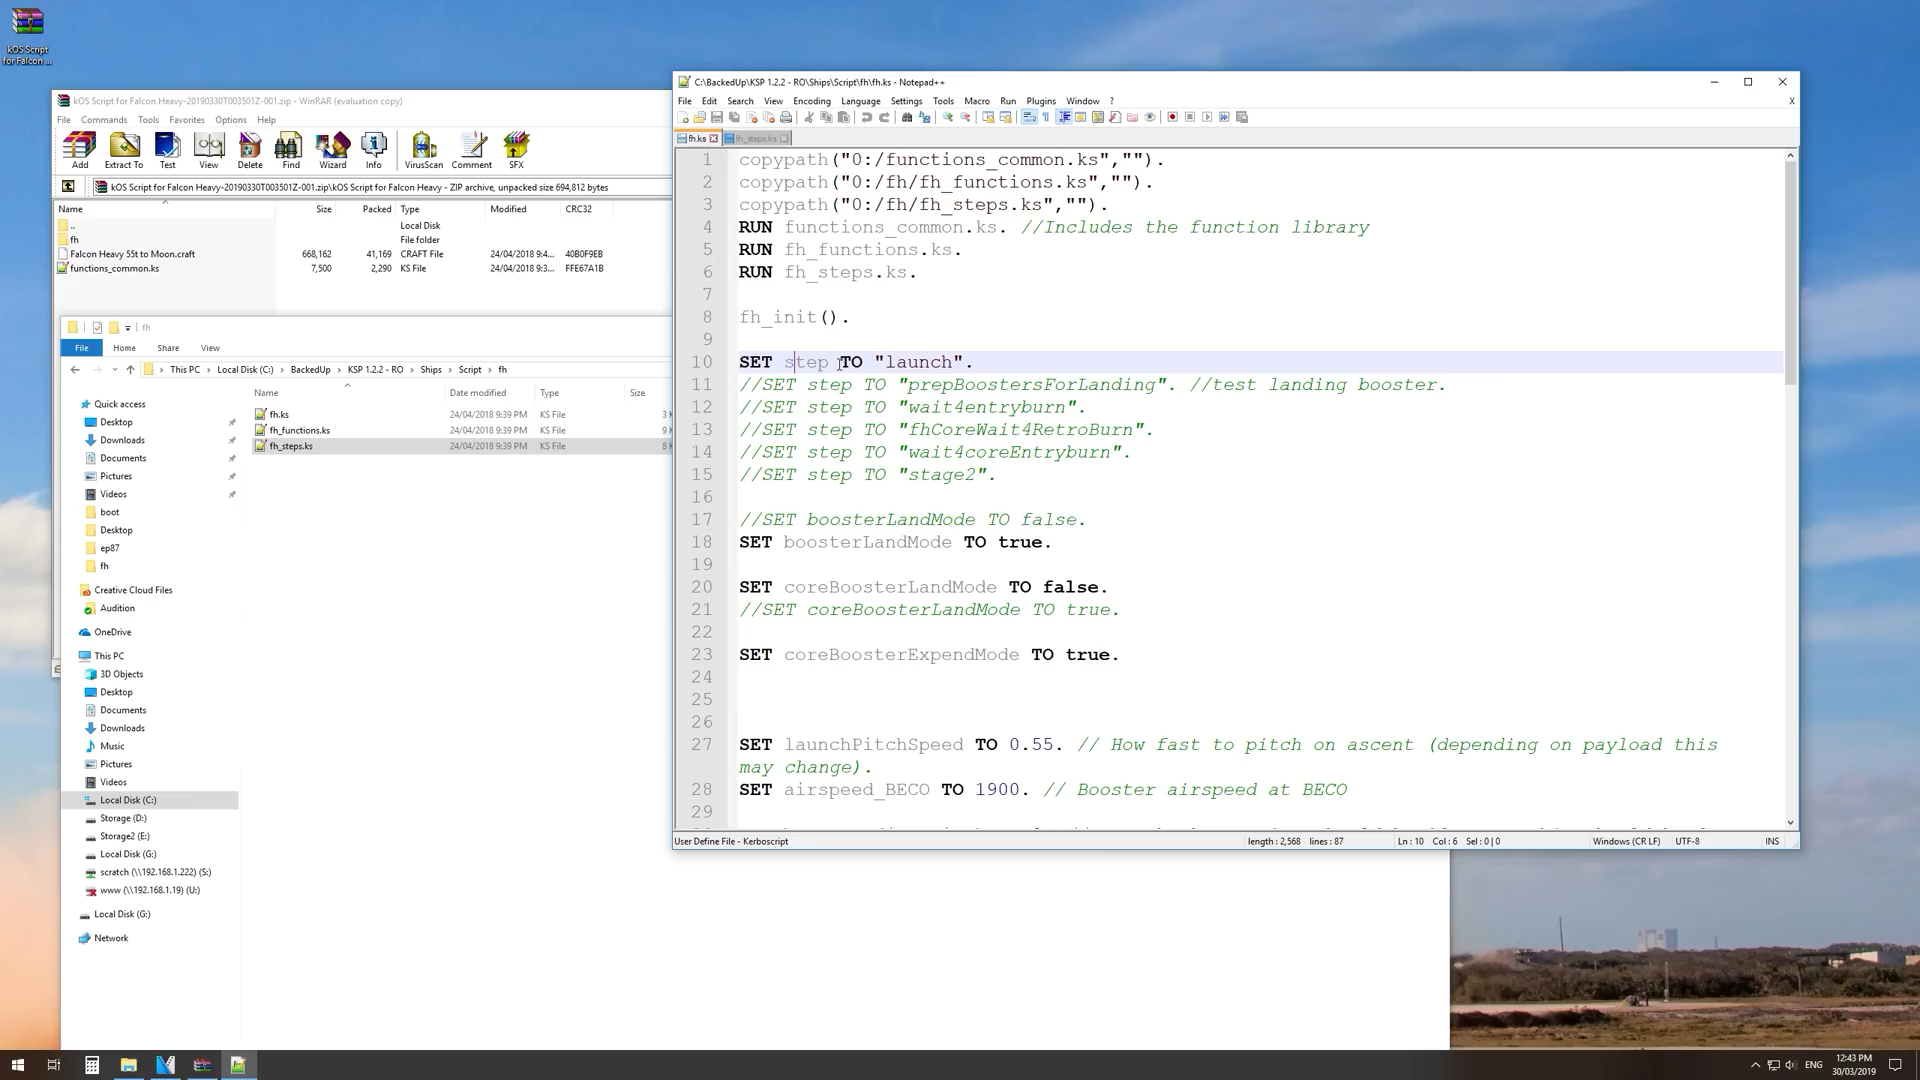 kOS Script
for Falcon ...
kOS Script for Falcon Heavy-20190330T003501Z-001.zip - WinRAR (evaluation copy)
File Commands Tools Favorites Options Help
Add Extract To Test View Delete Find Wizard Info VirusScan Comment SFX
kOS Script for Falcon Heavy-20190330T003501Z-001.zip\kOS Script for Falcon Heavy - ZIP archive, unpacked size 694,812 bytes
Name Size Packed Type Modified CRC32
.. Local Disk
fh File folder
Falcon Heavy 55t to Moon.craft 668,162 41,169 CRAFT File 24/04/2018 9:4... 40B0F9EB
functions_common.ks 7,500 2,290 KS File 24/04/2018 9:3... FFE67A1B
fh
File Home Share View
This PC > Local Disk (C:) > BackedUp > KSP 1.2.2 - RO > Ships > Script > fh
Name Date modified Type Size
fh.ks 24/04/2018 9:39 PM KS File 3 K
fh_functions.ks 24/04/2018 9:39 PM KS File 9 K
fh_steps.ks 24/04/2018 9:39 PM KS File 8 K
Quick access
Desktop
Downloads
Documents
Pictures
Videos
boot
Desktop
ep87
fh
Creative Cloud Files
Audition
OneDrive
This PC
3D Objects
Desktop
Documents
Downloads
Music
Pictures
Videos
Local Disk (C:)
Storage (D:)
Storage2 (E:)
Local Disk (G:)
scratch (\\192.168.1.222) (S:)
www (\\192.168.1.19) (U:)
Local Disk (G:)
Network
C:\BackedUp\KSP 1.2.2 - RO\Ships\Script\fh\fh.ks - Notepad++
File Edit Search View Encoding Language Settings Tools Macro Run Plugins Window ? X
fh.ks fh_steps.ks
1 copypath("0:/functions_common.ks","").
2 copypath("0:/fh/fh_functions.ks","").
3 copypath("0:/fh/fh_steps.ks","").
4 RUN functions_common.ks. //Includes the function library
5 RUN fh_functions.ks.
6 RUN fh_steps.ks.
7
8 fh_init().
9
10 SET step TO "launch".
11 //SET step TO "prepBoostersForLanding". //test landing booster.
12 //SET step TO "wait4entryburn".
13 //SET step TO "fhCoreWait4RetroBurn".
14 //SET step TO "wait4coreEntryburn".
15 //SET step TO "stage2".
16
17 //SET boosterLandMode TO false.
18 SET boosterLandMode TO true.
19
20 SET coreBoosterLandMode TO false.
21 //SET coreBoosterLandMode TO true.
22
23 SET coreBoosterExpendMode TO true.
24
25
26
27 SET launchPitchSpeed TO 0.55. // How fast to pitch on ascent (depending on payload this
may change).
28 SET airspeed_BECO TO 1900. // Booster airspeed at BECO
29
User Define File - Kerboscript length : 2,568 lines : 87 Ln : 10 Col : 6 Sel : 0 | 0 Windows (CR LF) UTF-8 INS
ENG 12:43 PM
30/03/2019